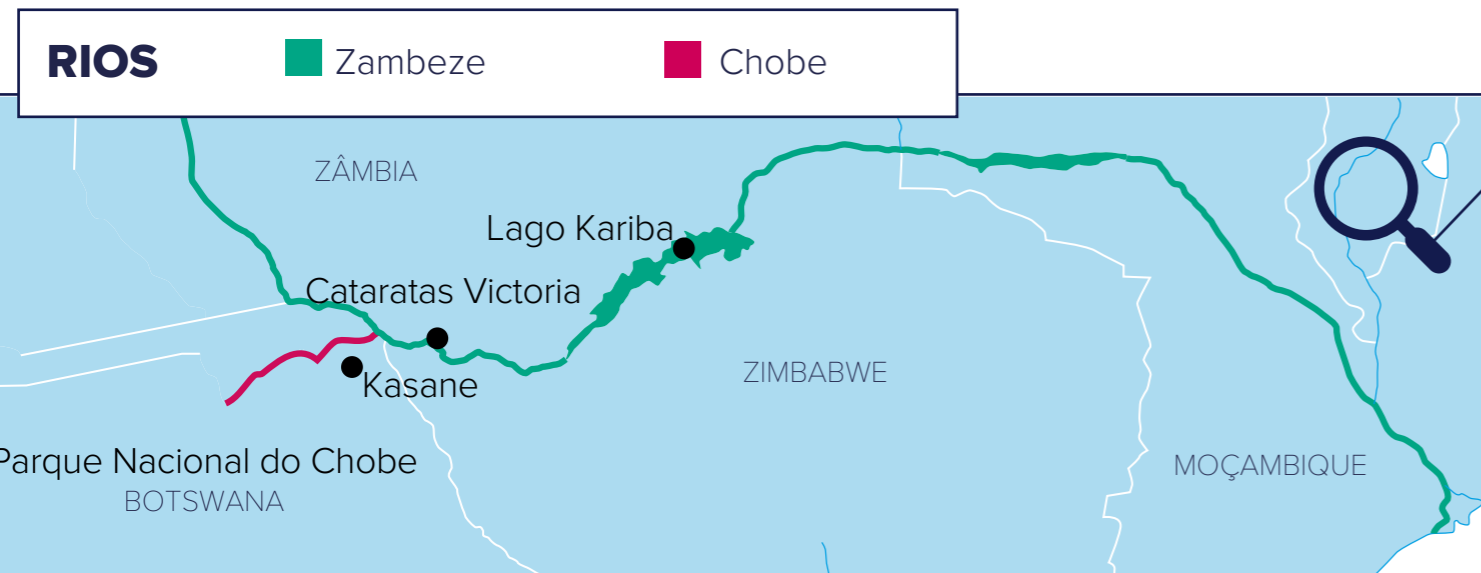 RIOS
Zambeze
Chobe
ZÂMBIA
Lago Kariba
Cataratas Victoria
Kasane
ZIMBABWE
Parque Nacional do Chobe
BOTSWANA
MOÇAMBIQUE